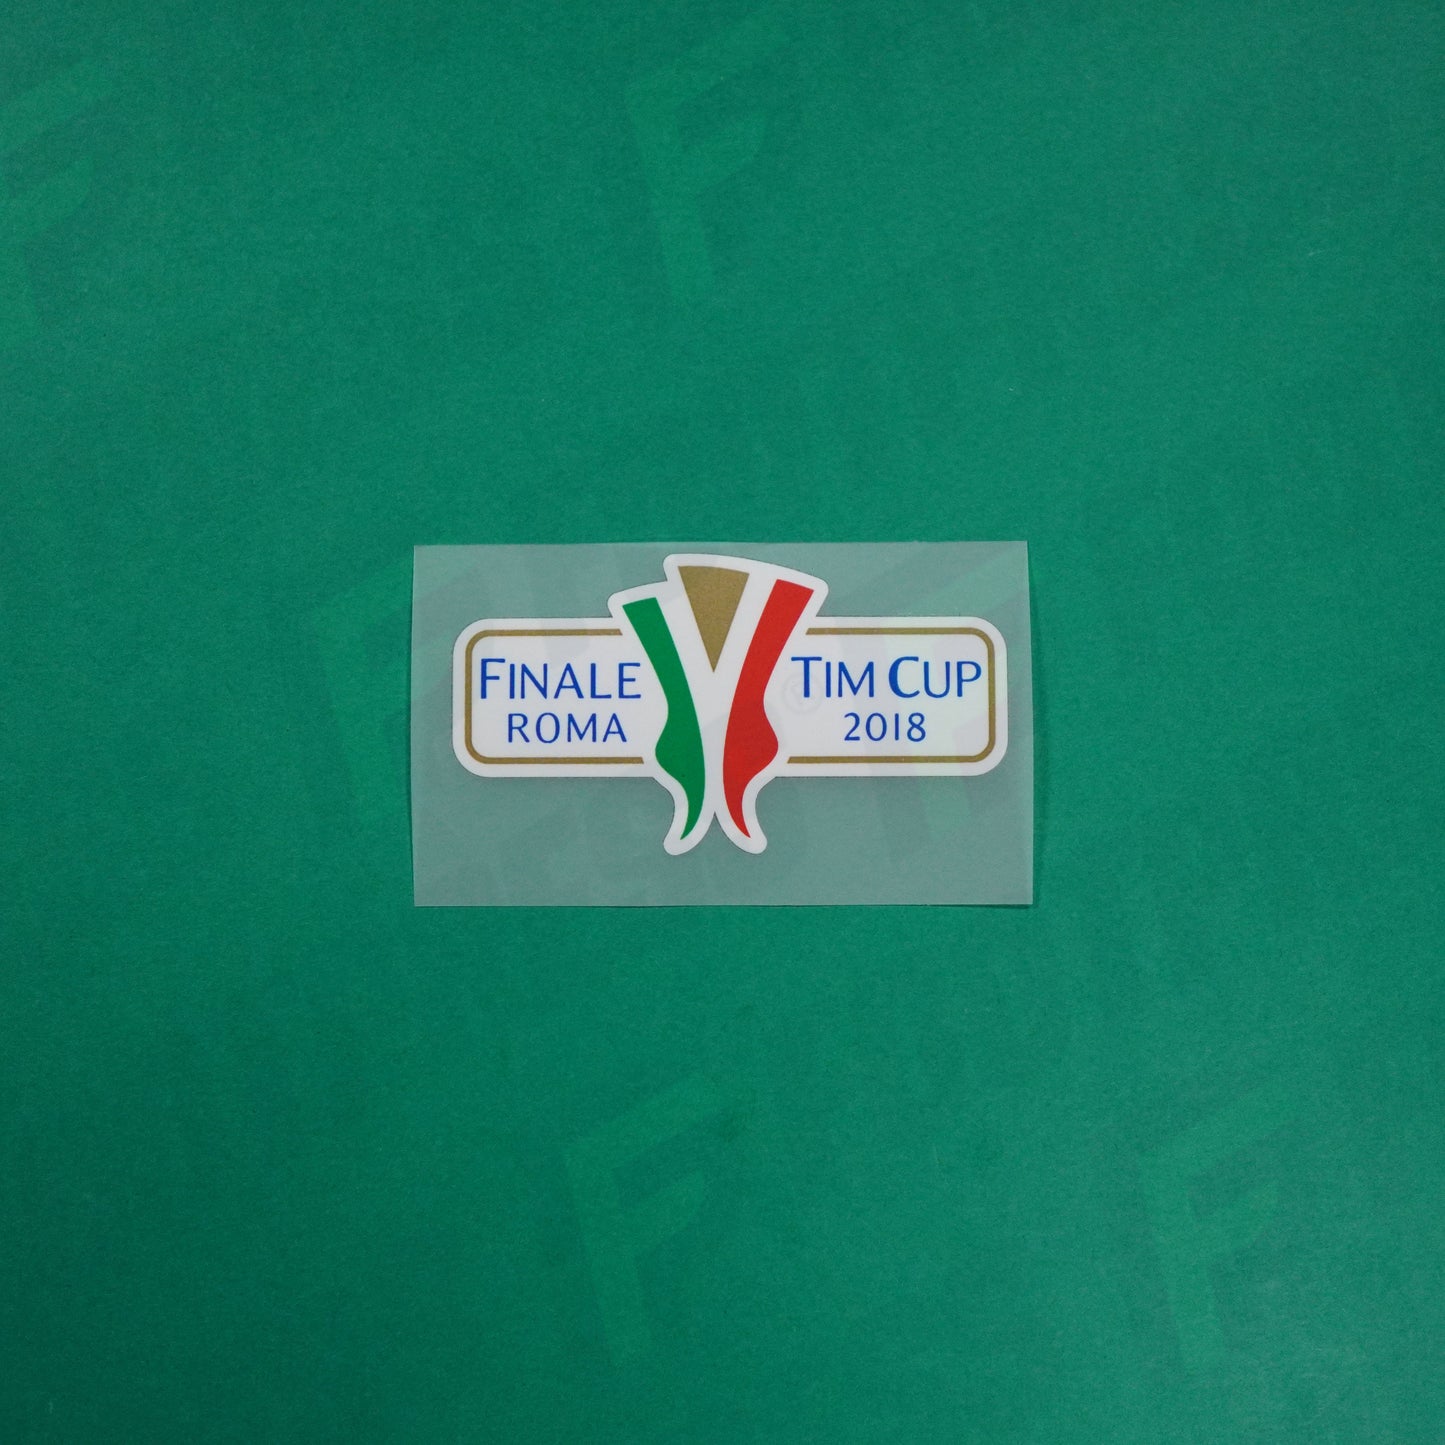 FINALE
ROMA
TIM CUP
2018